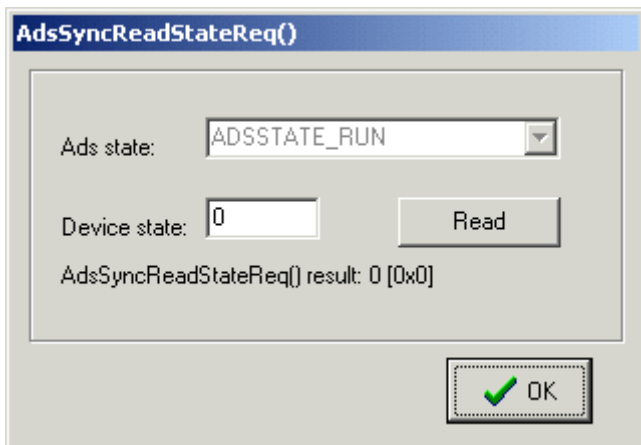 AdsSyncReadStateReq()
Ads state: ADSSTATE_RUN
Device state: 0 Read
AdsSyncReadStateReq() result: 0 [0x0]
OK